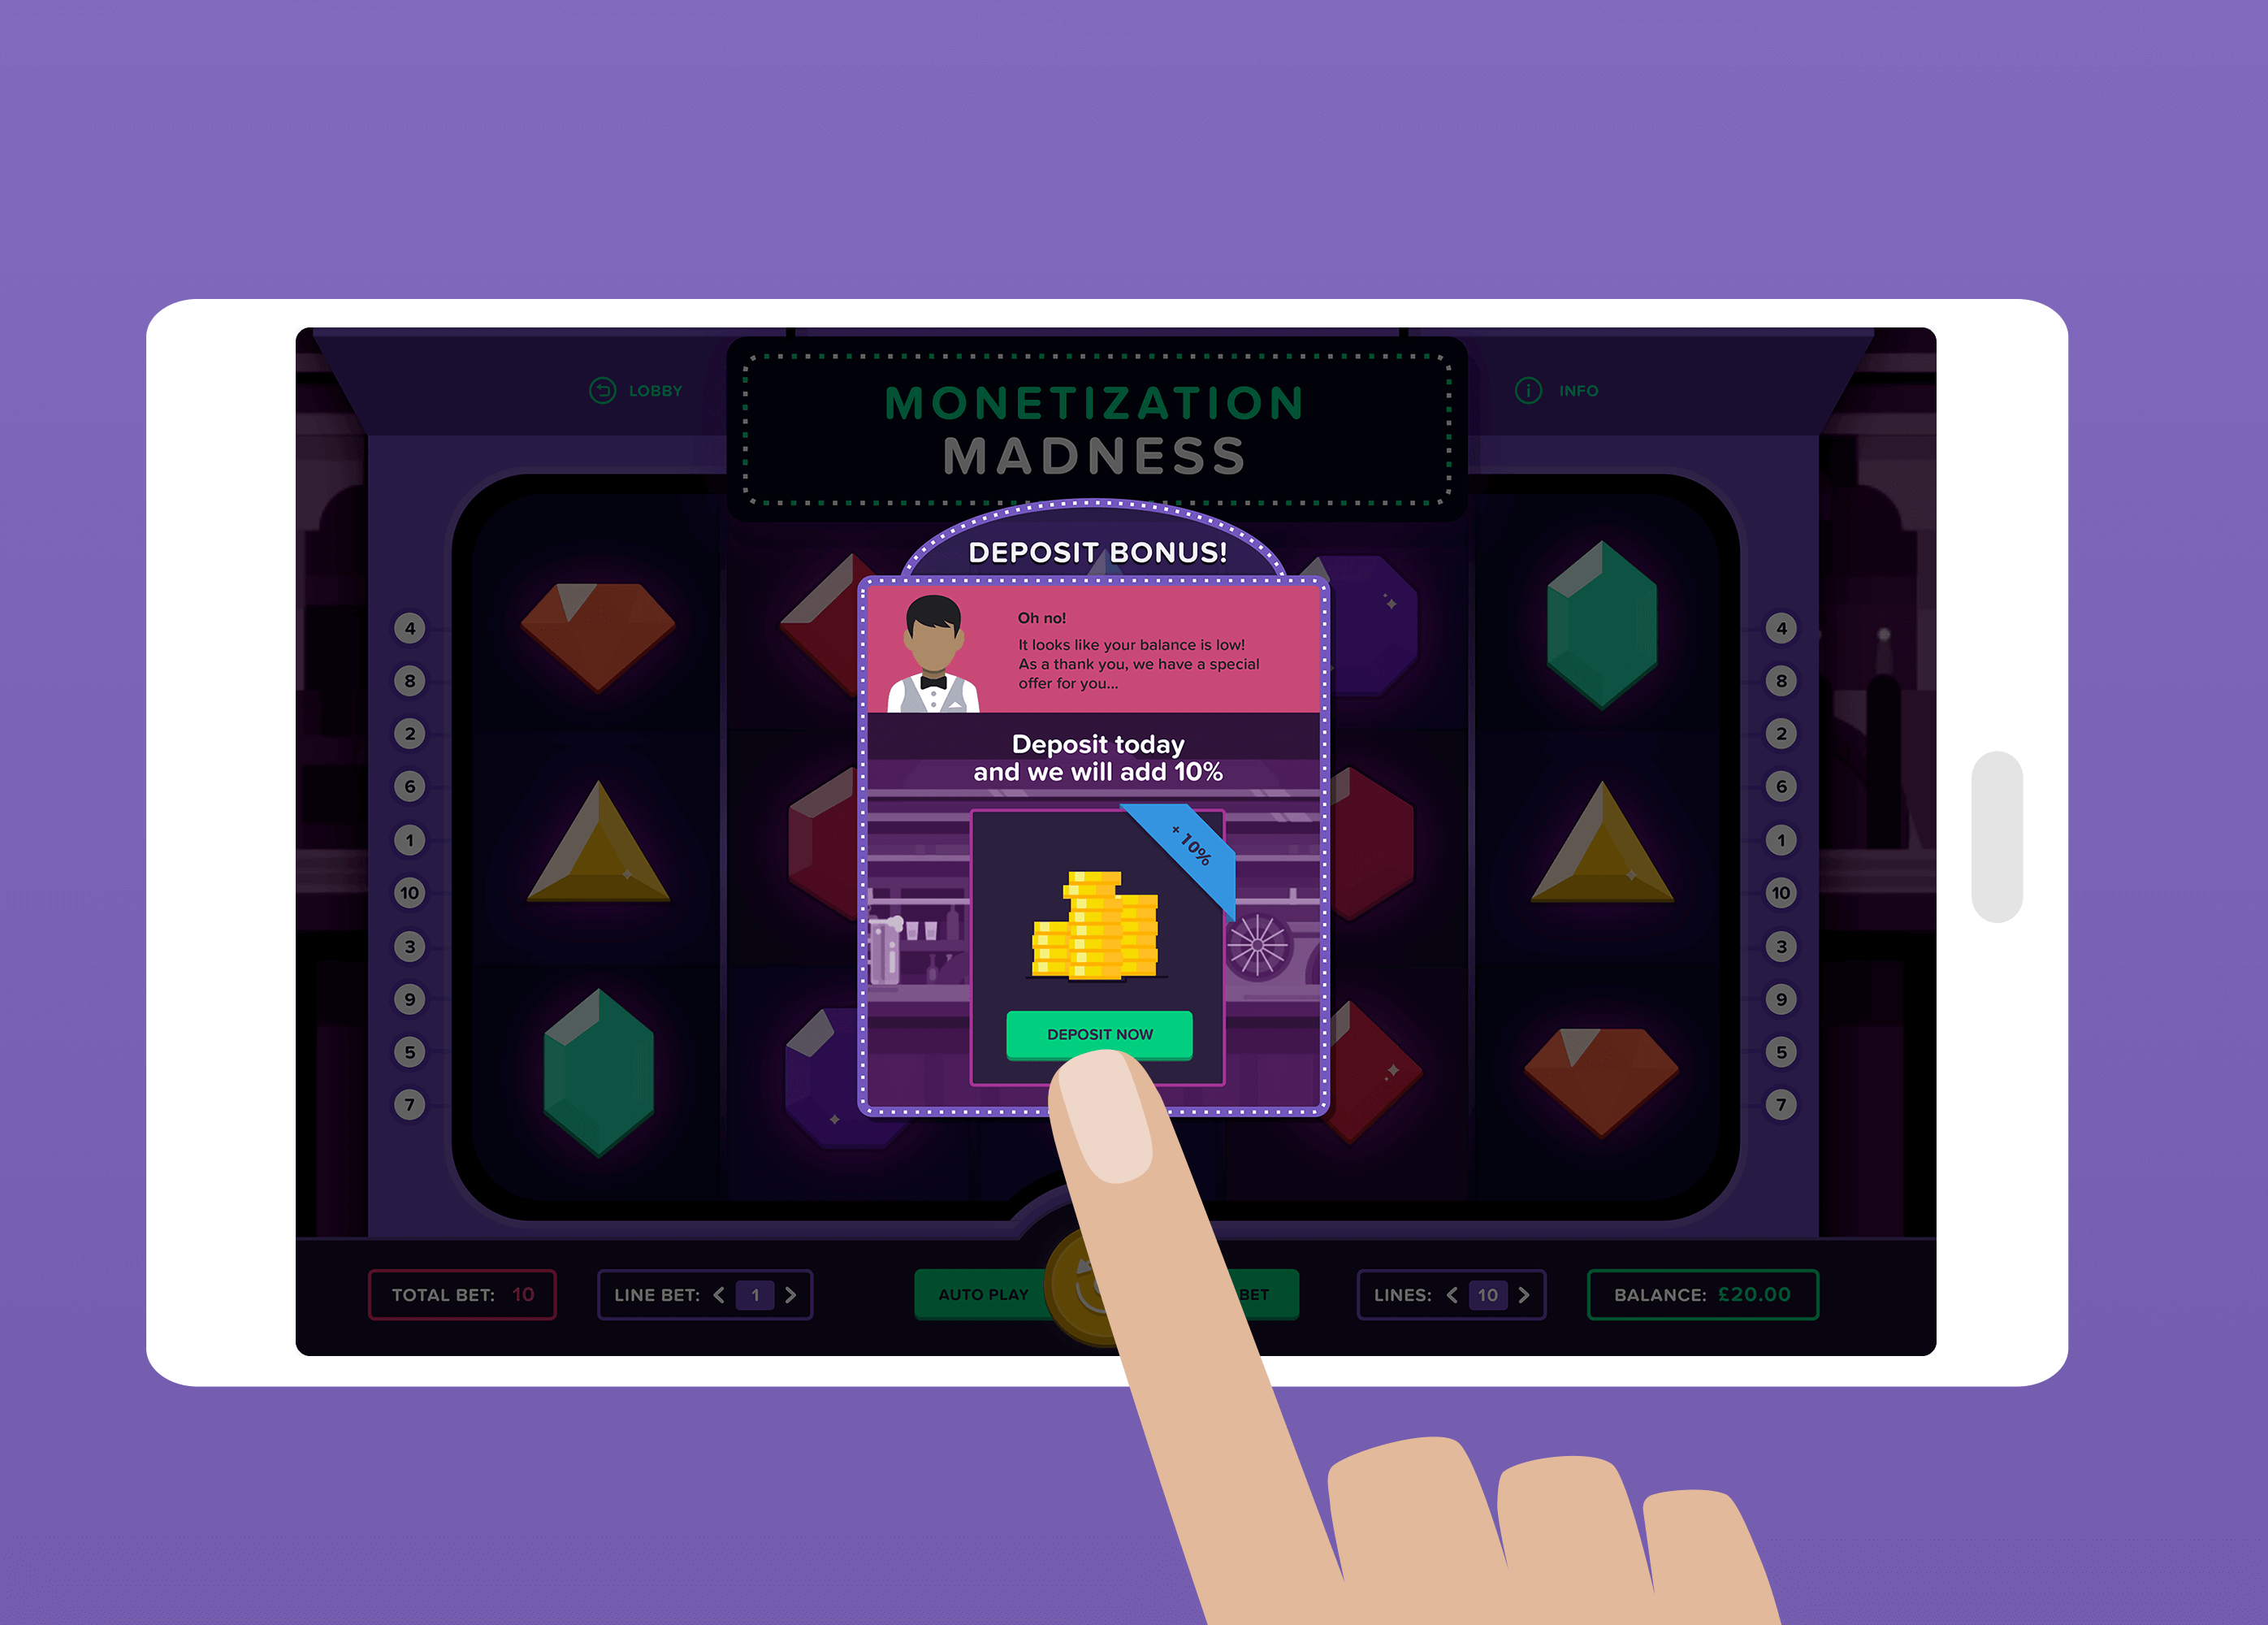 LOBBY
MONETIZATION
MADNESS
INFO
DEPOSIT BONUS!
Oh no!
It looks like your balance is low!
As a thank you, we have a special
offer for you...
Deposit today
and we will add 10%
+ 10%
DEPOSIT NOW
4
8
2
6
1
10
3
9
5
7
4
8
2
6
1
10
3
9
5
7
TOTAL BET: 10
LINE BET: < 1 >
AUTO PLAY
BET
LINES: < 10 >
BALANCE: £20.00